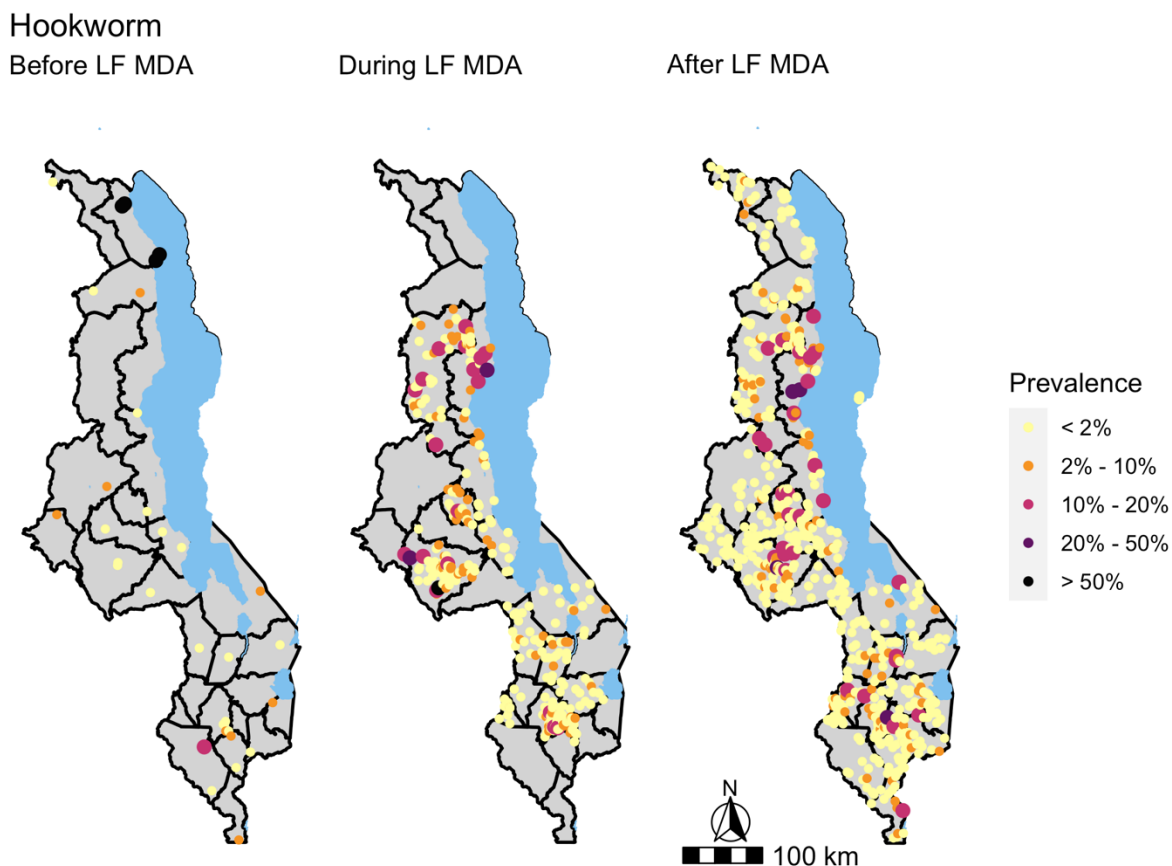 Hookworm
Before LF MDA
During LF MDA
After LF MDA
Prevalence
< 2%
2% - 10%
10% - 20%
20% - 50%
> 50%
N
100 km